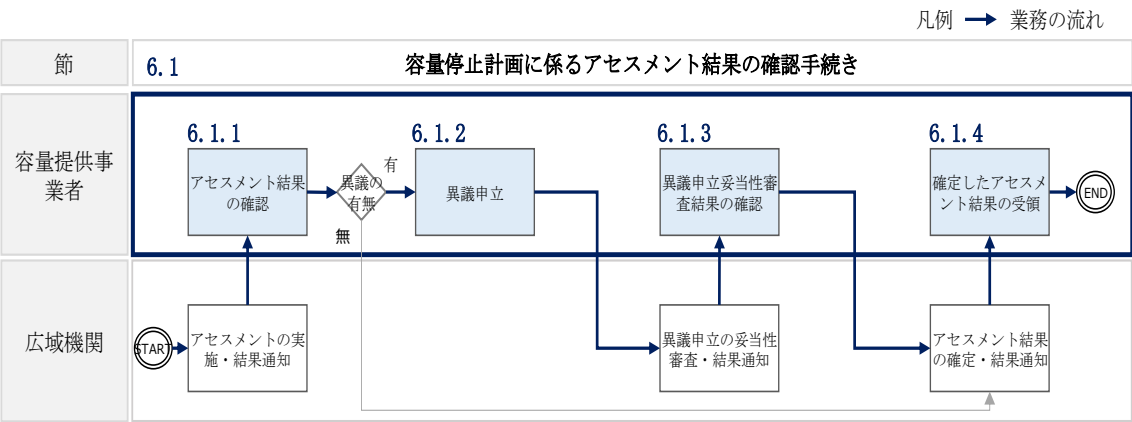 凡例 業務の流れ
節
6.1 容量停止計画に係るアセスメント結果の確認手続き
容量提供事
業者
6.1.1
アセスメント結果
の確認
異議の
有無
有
無
6.1.2
異議申立
6.1.3
異議申立妥当性審
査結果の確認
6.1.4
確定したアセスメ
ント結果の受領
END
広域機関
START
アセスメントの実
施・結果通知
異議申立の妥当性
審査・結果通知
アセスメント結果
の確定・結果通知